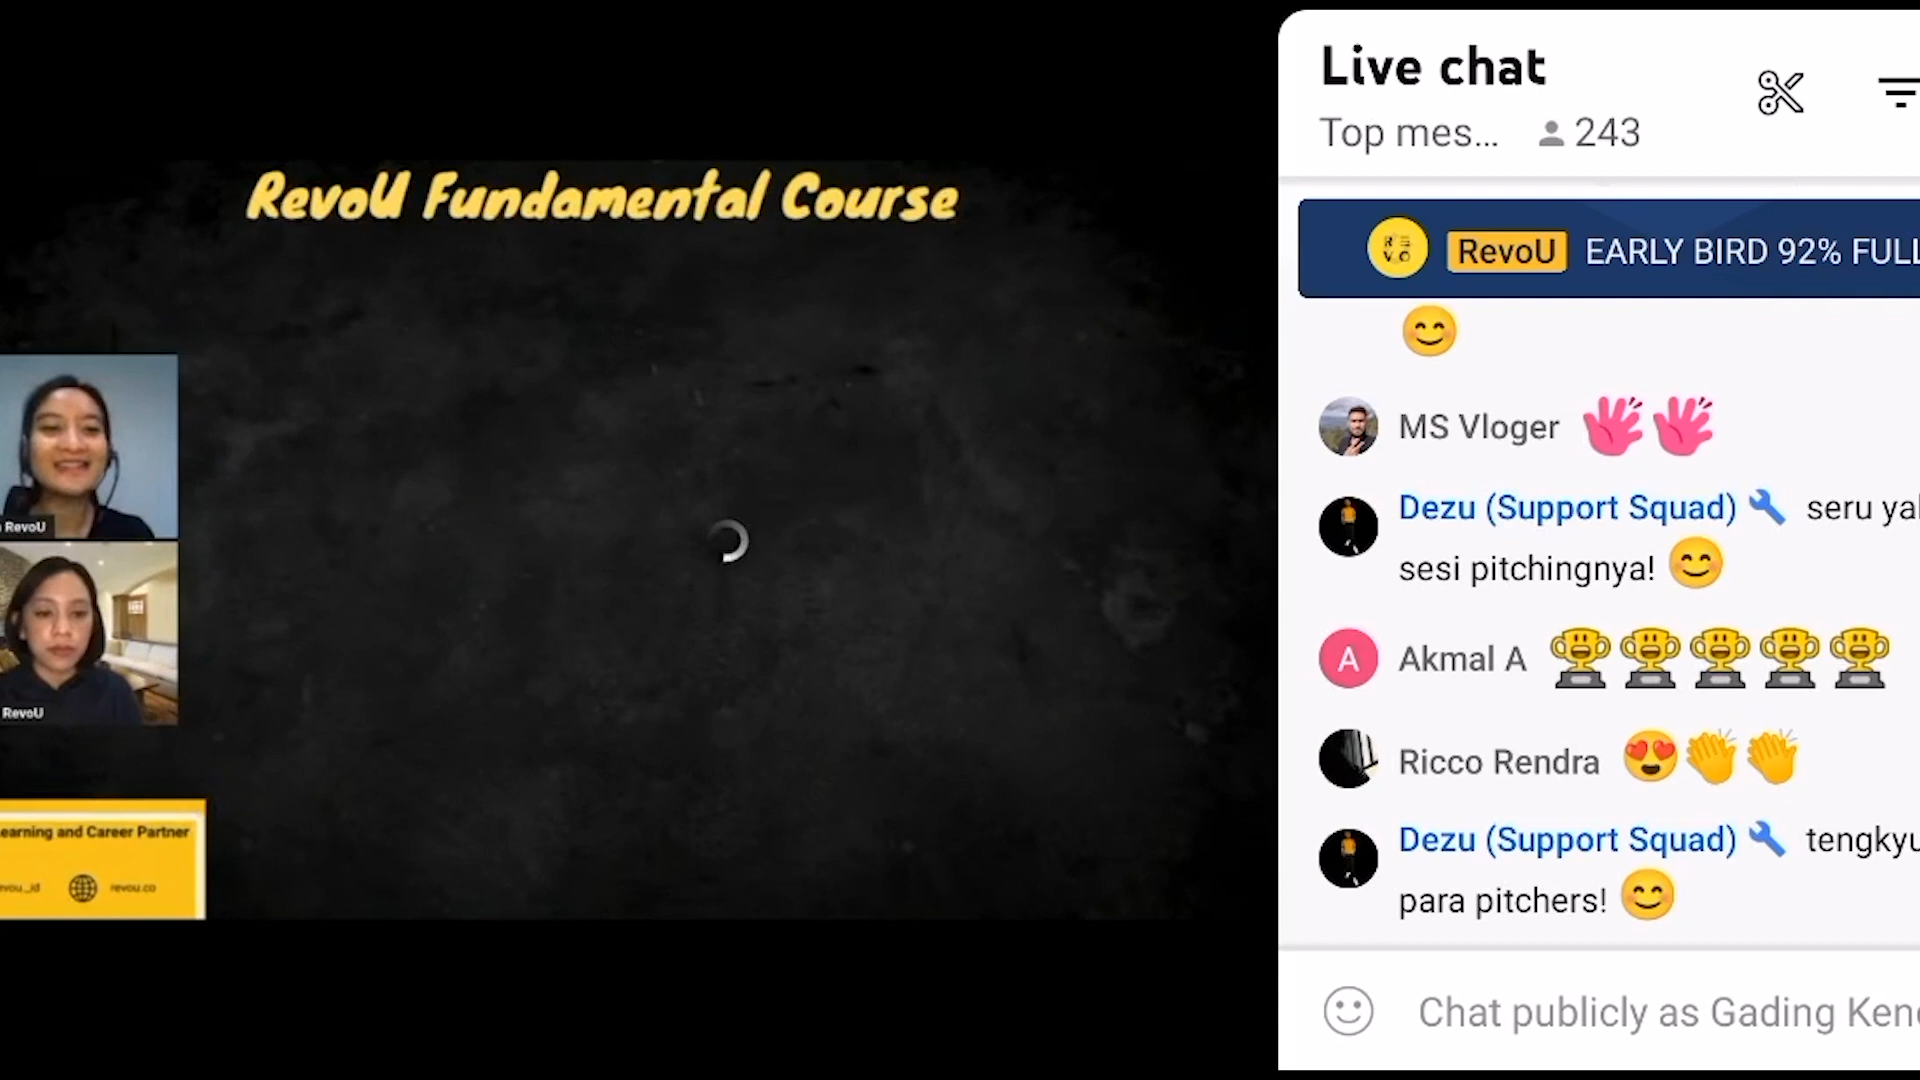 RevoU Fundamental Course
RevoU
RevoU
earning and Career Partner
evou_id
revou.co
Live chat
Top mes...
243
RevoU EARLY BIRD 92% FULL
MS Vloger
Dezu (Support Squad) seru
sesi pitchingnya!
A Akmal A
Ricco Rendra
Dezu (Support Squad) tengkyu
para pitchers!
Chat publicly as Gading